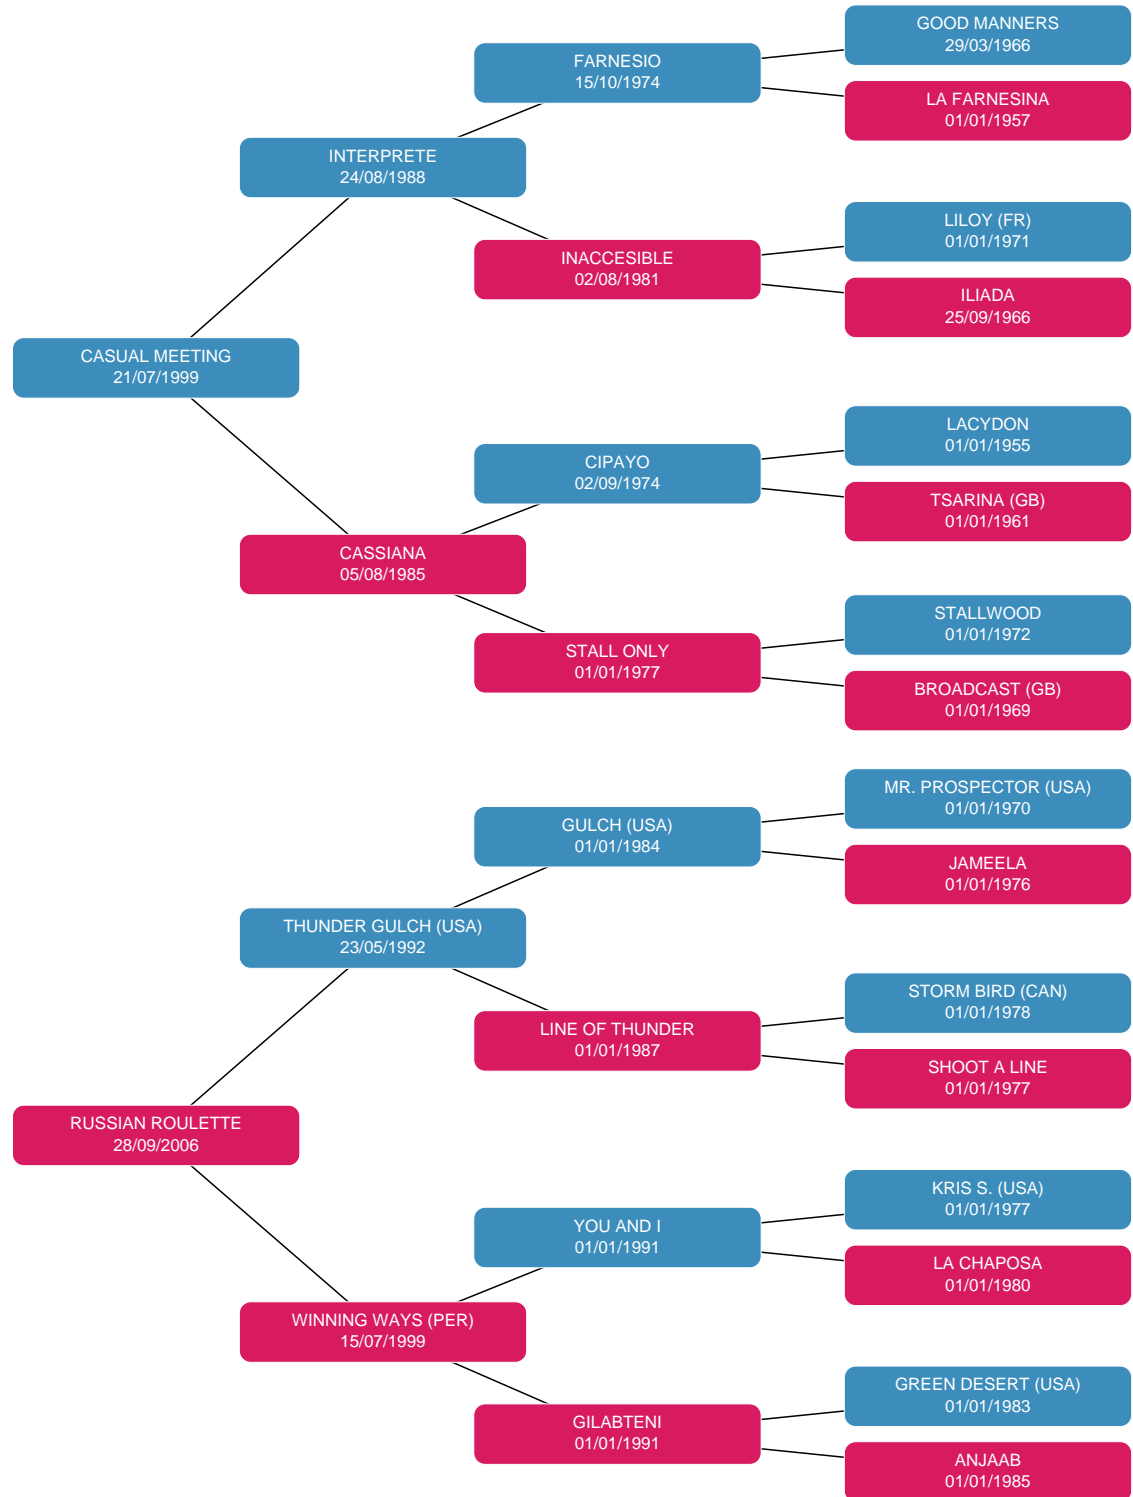 GOOD MANNERS
29/03/1966
FARNESIO
15/10/1974
LA FARNESINA
01/01/1957
INTERPRETE
24/08/1988
LILOY (FR)
01/01/1971
INACCESIBLE
02/08/1981
ILIADA
25/09/1966
CASUAL MEETING
21/07/1999
LACYDON
01/01/1955
CIPAYO
02/09/1974
TSARINA (GB)
01/01/1961
CASSIANA
05/08/1985
STALLWOOD
01/01/1972
STALL ONLY
01/01/1977
BROADCAST (GB)
01/01/1969
MR. PROSPECTOR (USA)
01/01/1970
GULCH (USA)
01/01/1984
JAMEELA
01/01/1976
THUNDER GULCH (USA)
23/05/1992
STORM BIRD (CAN)
01/01/1978
LINE OF THUNDER
01/01/1987
SHOOT A LINE
01/01/1977
RUSSIAN ROULETTE
28/09/2006
KRIS S. (USA)
01/01/1977
YOU AND I
01/01/1991
LA CHAPOSA
01/01/1980
WINNING WAYS (PER)
15/07/1999
GREEN DESERT (USA)
01/01/1983
GILABTENI
01/01/1991
ANJAAB
01/01/1985